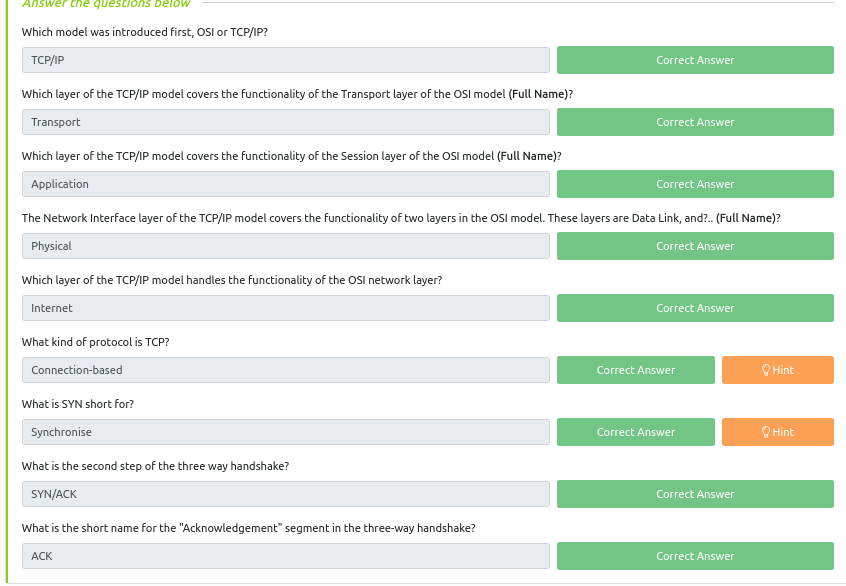 Answer the questions below
Which model was introduced first, OSI or TCP/IP?
TCP/IP
Correct Answer
Which layer of the TCP/IP model covers the functionality of the Transport layer of the OSI model (Full Name)?
Transport
Correct Answer
Which layer of the TCP/IP model covers the functionality of the Session layer of the OSI model (Full Name)?
Application
Correct Answer
The Network Interface layer of the TCP/IP model covers the functionality of two layers in the OSI model. These layers are Data Link, and?.. (Full Name)?
Physical
Correct Answer
Which layer of the TCP/IP model handles the functionality of the OSI network layer?
Internet
Correct Answer
What kind of protocol is TCP?
Connection-based
Correct Answer
Hint
What is SYN short for?
Synchronise
Correct Answer
Hint
What is the second step of the three way handshake?
SYN/ACK
Correct Answer
What is the short name for the "Acknowledgement" segment in the three-way handshake?
ACK
Correct Answer